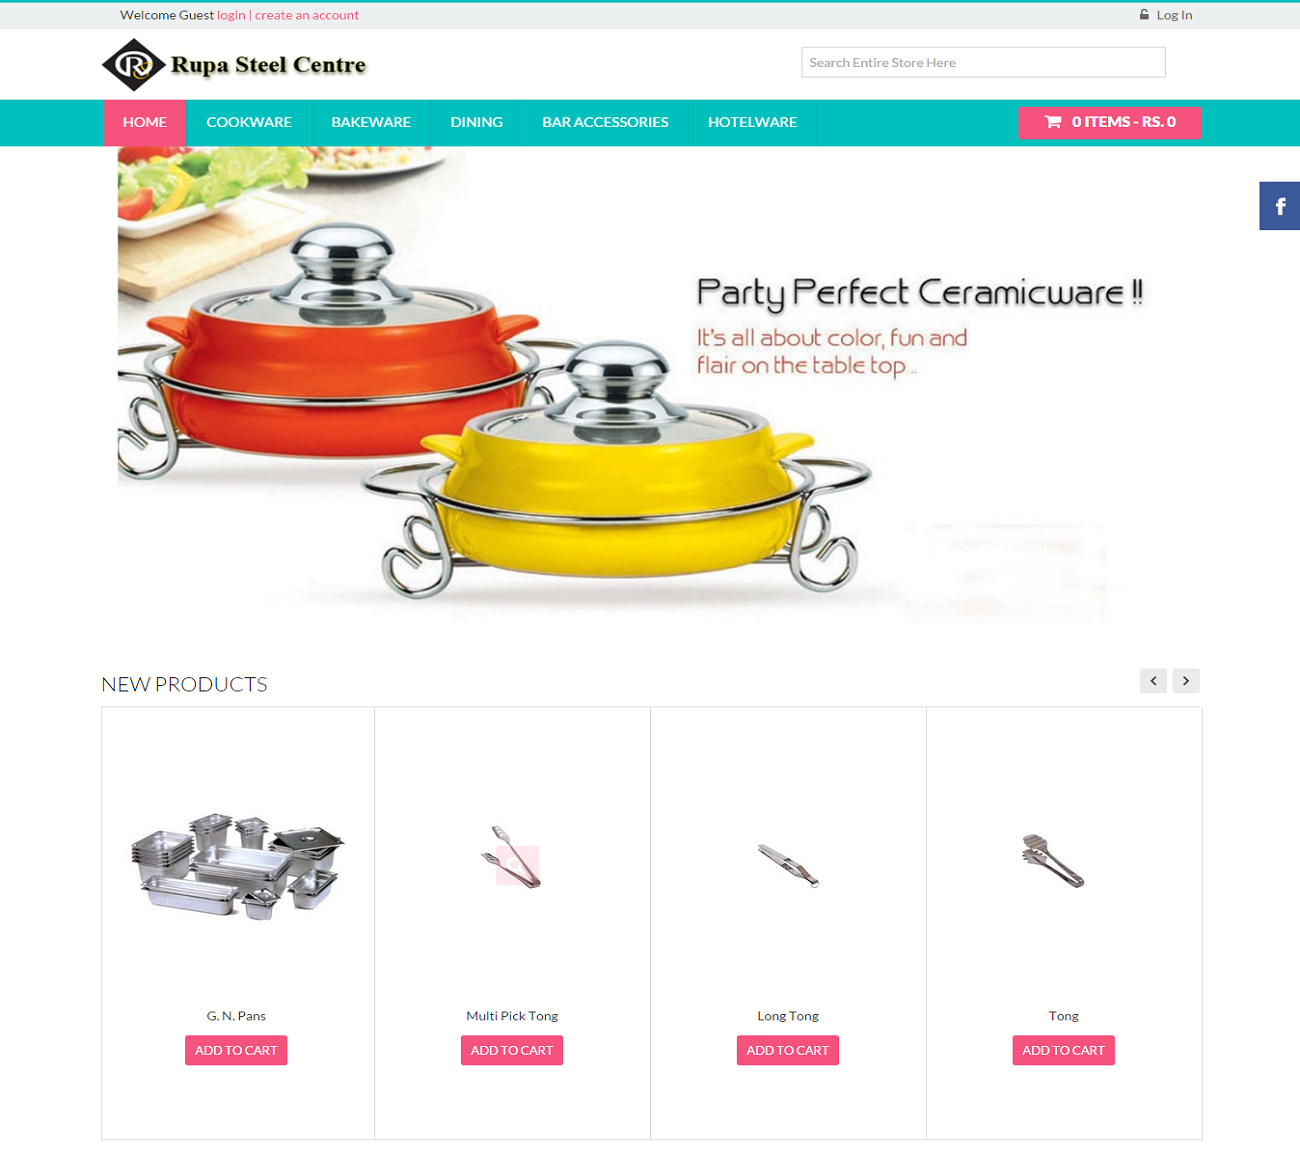 Welcome Guest login | create an account
Log In
Rupa Steel Centre
Search Entire Store Here
HOME
COOKWARE
BAKEWARE
DINING
BAR ACCESSORIES
HOTELWARE
0 ITEMS - RS. 0
f
Party Perfect Ceramicware !!
It's all about color, fun and
flair on the table top ..
NEW PRODUCTS
G. N. Pans
Multi Pick Tong
Long Tong
Tong
ADD TO CART
ADD TO CART
ADD TO CART
ADD TO CART